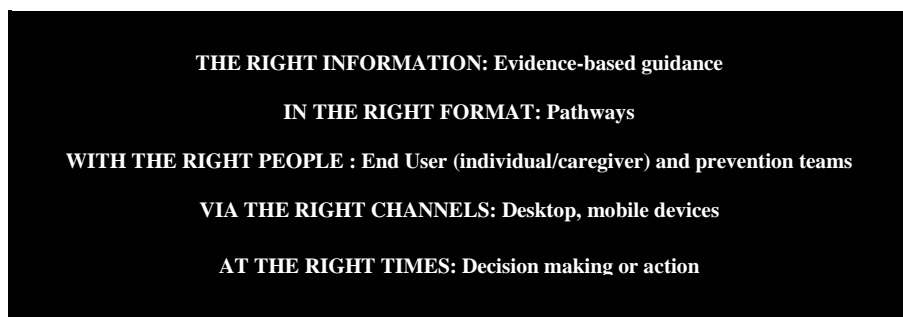 THE RIGHT INFORMATION: Evidence-based guidance
IN THE RIGHT FORMAT: Pathways
WITH THE RIGHT PEOPLE : End User (individual/caregiver) and prevention teams
VIA THE RIGHT CHANNELS: Desktop, mobile devices
AT THE RIGHT TIMES: Decision making or action